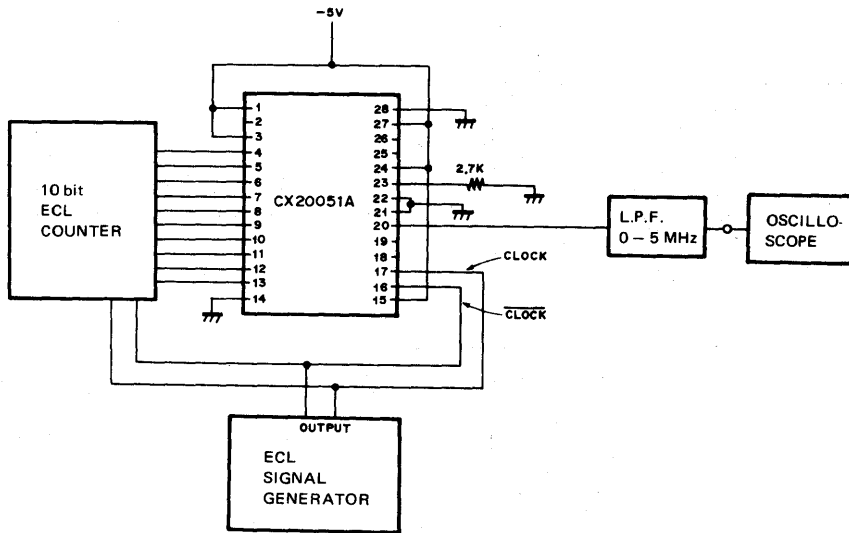 -5V
1
2
3
4
5
6
7
8
9
10
11
12
13
14
28
27
26
25
24
23
22
21
20
19
18
17
16
15
CX20051A
10 bit
ECL
COUNTER
2.7K
L.P.F.
0 – 5 MHz
OSCILLO-
SCOPE
CLOCK
CLOCK
OUTPUT
ECL
SIGNAL
GENERATOR